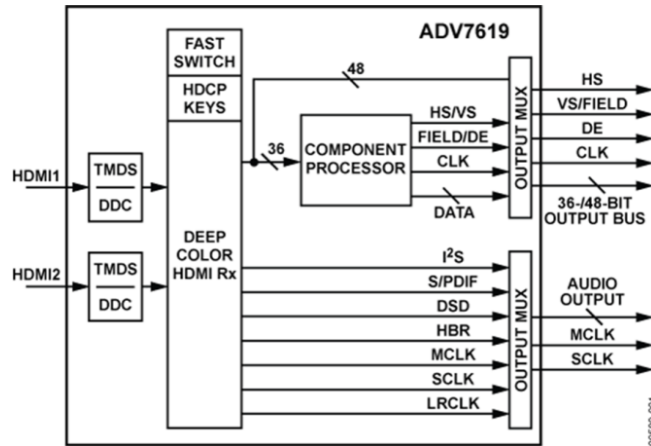 ADV7619
FAST
SWITCH
HDCP
KEYS
DEEP
COLOR
HDMI Rx
HDMI1
TMDS
DDC
HDMI2
TMDS
DDC
48
36
COMPONENT
PROCESSOR
HS/VS
FIELD/DE
CLK
DATA
OUTPUT MUX
HS
VS/FIELD
DE
CLK
36-/48-BIT
OUTPUT BUS
I2S
S/PDIF
DSD
HBR
MCLK
SCLK
LRCLK
OUTPUT MUX
AUDIO
OUTPUT
MCLK
SCLK